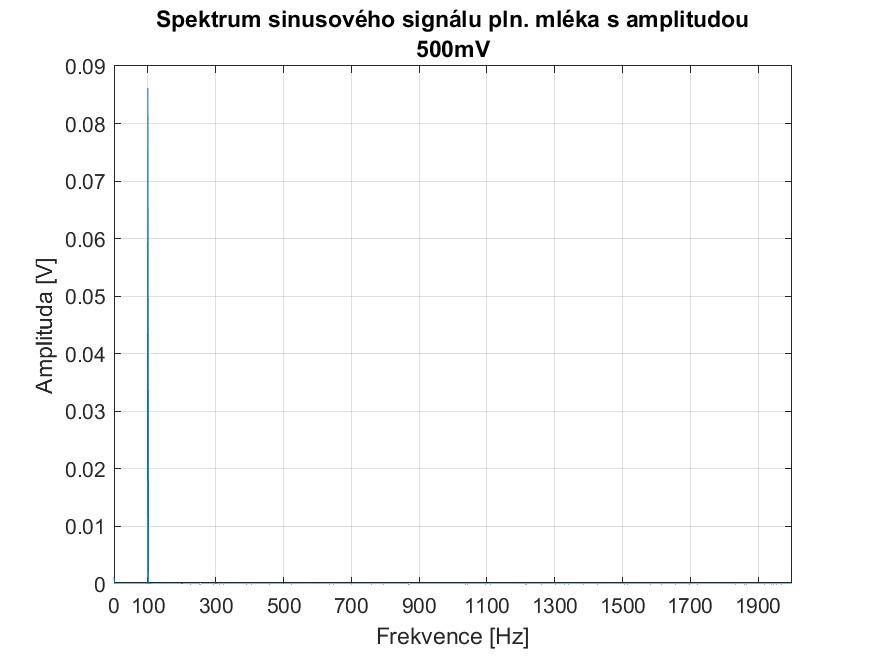 Spektrum sinusového signálu pln. mléka s amplitudou
500mV
0.09
0.08
0.07
0.06
0.05
0.04
0.03
0.02
0.01
0
Amplituda [V]
0 100 300 500 700 900 1100 1300 1500 1700 1900
Frekvence [Hz]